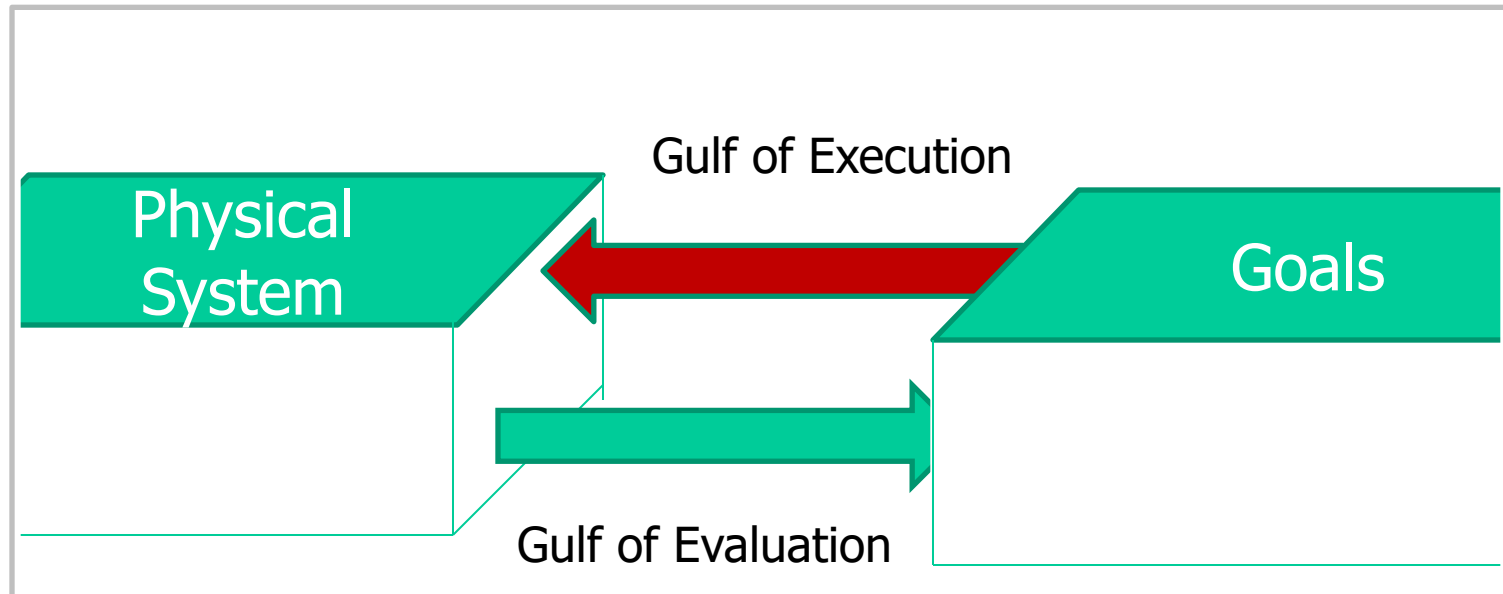 Gulf of Execution
Physical
System
Goals
Gulf of Evaluation